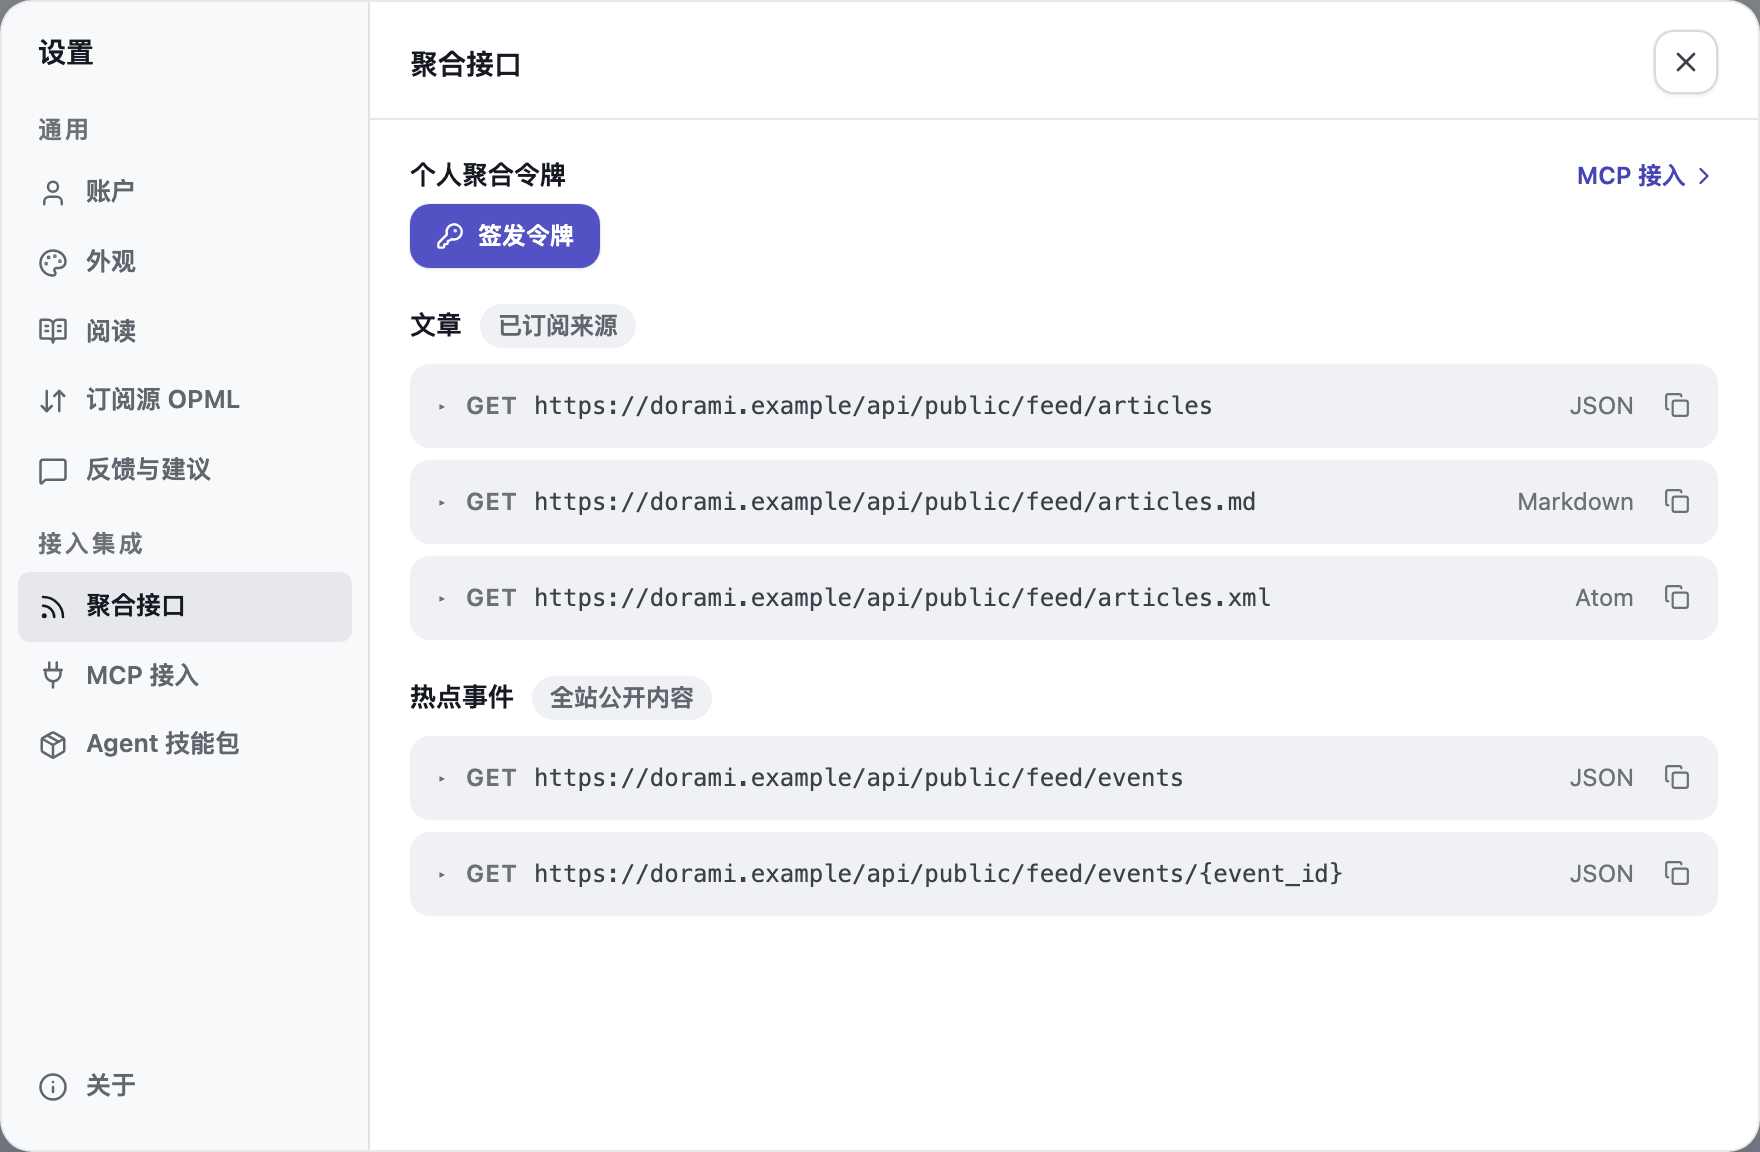 设置
通用
账户
外观
阅读
订阅源 OPML
反馈与建议
接入集成
聚合接口
MCP 接入
Agent 技能包
关于
聚合接口
个人聚合令牌
MCP 接入
签发令牌
文章 已订阅来源
GET https://dorami.example/api/public/feed/articles JSON
GET https://dorami.example/api/public/feed/articles.md Markdown
GET https://dorami.example/api/public/feed/articles.xml Atom
热点事件 全站公开内容
GET https://dorami.example/api/public/feed/events JSON
GET https://dorami.example/api/public/feed/events/{event_id} JSON